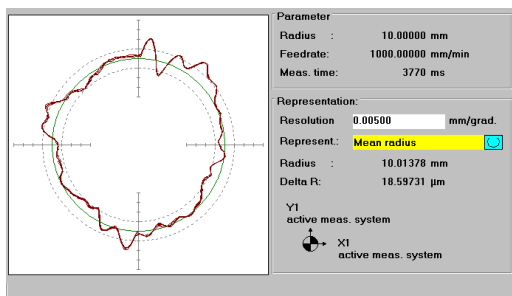 Parameter
Radius : 10.00000 mm
Feedrate: 1000.00000 mm/min
Meas. time: 3770 ms
Representation:
Resolution 0.00500 mm/grad.
Represent.: Mean radius
Radius : 10.01378 mm
Delta R: 18.59731 µm
Y1
active meas. system
X1
active meas. system